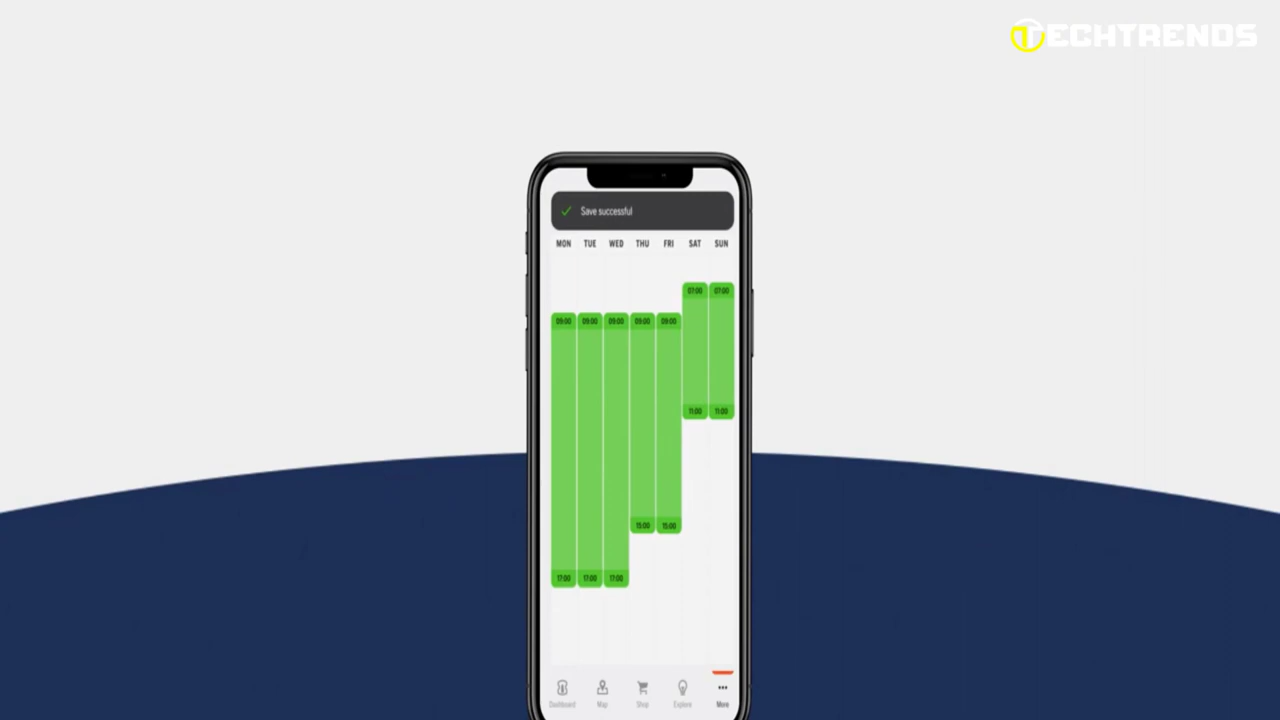 TECHTRENDS
Save successful
MON TUE WED THU FRI SAT SUN
07:00 07:00
09:00 09:00 09:00 09:00 09:00
11:00 11:00
15:00 15:00
17:00 17:00 17:00
Dashboard Map Shop Explore More